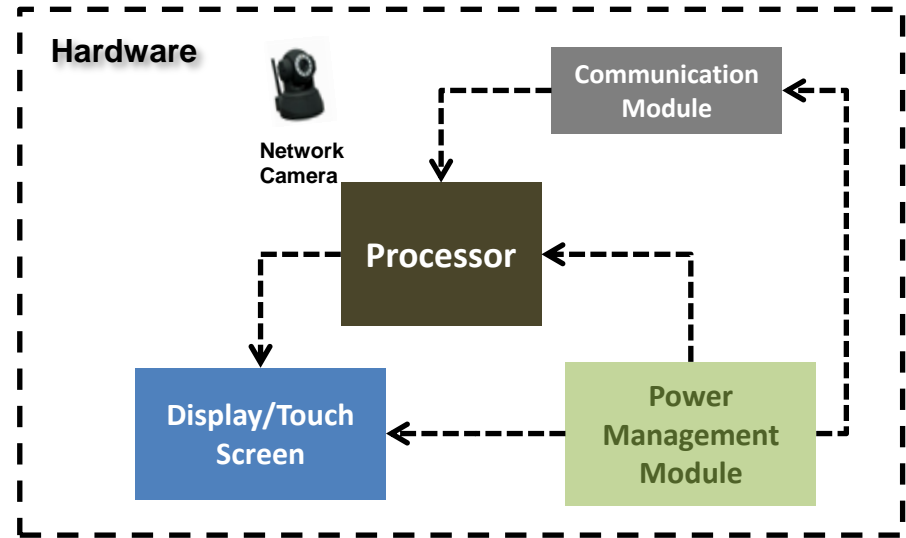 Hardware
Communication
Module
Network
Camera
Processor
Display/Touch
Screen
Power
Management
Module